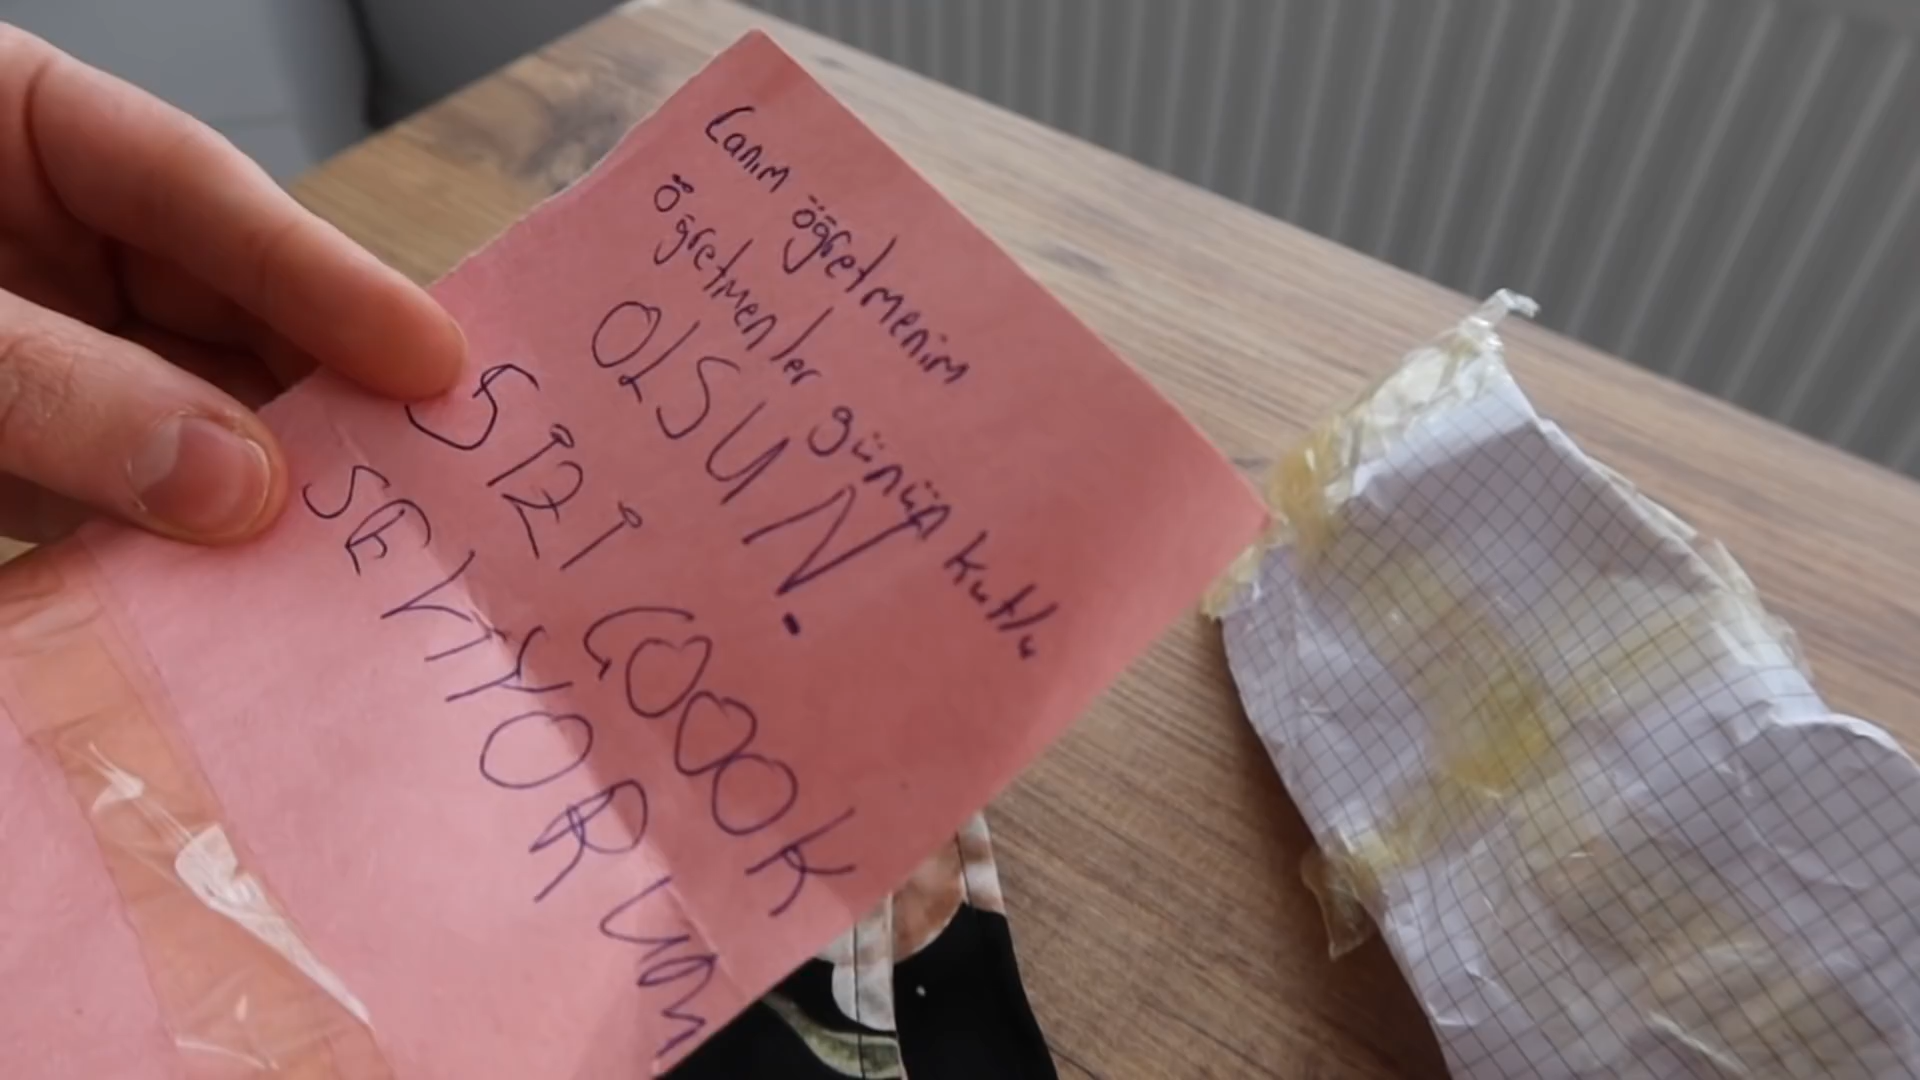 Canım öğretmenim
öğretmenler günün kutlu
OLSUN.
SİZİ ÇOOOK
SEVİYORUM